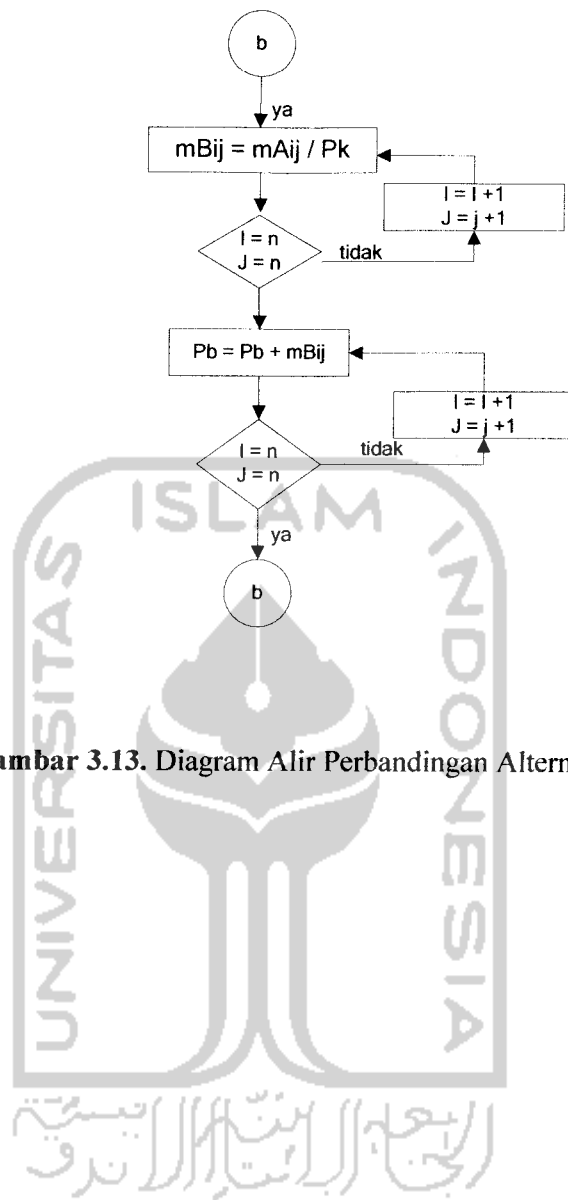 b
ya
mBij = mAij / Pk
I = I +1
J = j +1
I = n
J = n
tidak
Pb = Pb + mBij
I = I +1
J = j +1
I = n
J = n
tidak
ya
b
ambar 3.13. Diagram Alir Perbandingan Altern
UNIVERSITAS
ISLAM
INDONESIA